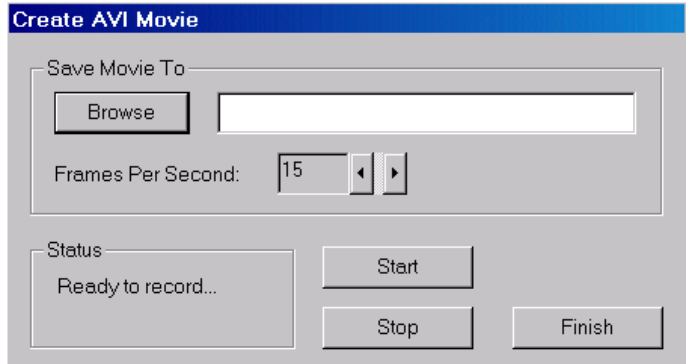 Create AVI Movie
Save Movie To
Browse
Frames Per Second: 15
Status
Ready to record...
Start
Stop
Finish